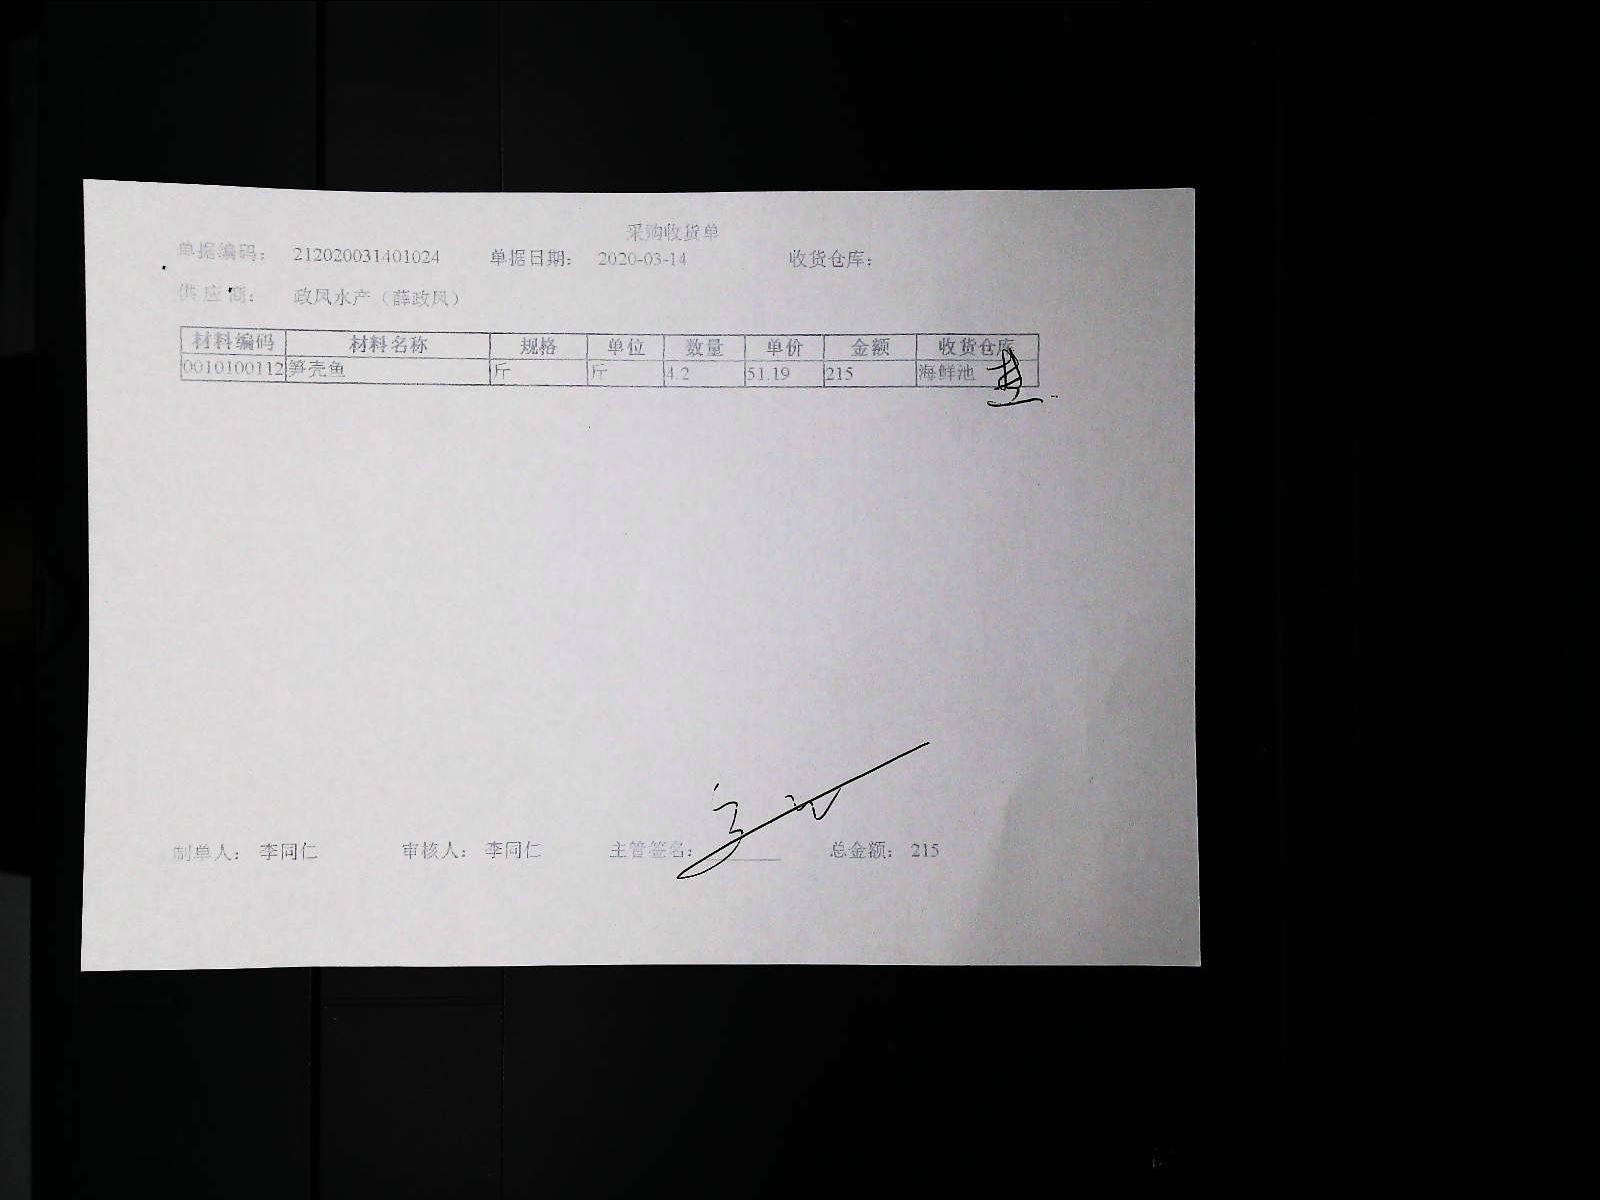 采购收货单
单据编码： 212020031401024 单据日期： 2020-03-14 收货仓库：
供应商： 政风水产（薛政风）
材料编码 材料名称 规格 单位 数量 单价 金额 收货仓库
0010100112 笋壳鱼 斤 斤 4.2 51.19 215 海鲜池
制单人： 李同仁 审核人： 李同仁 主管签名： 总金额： 215